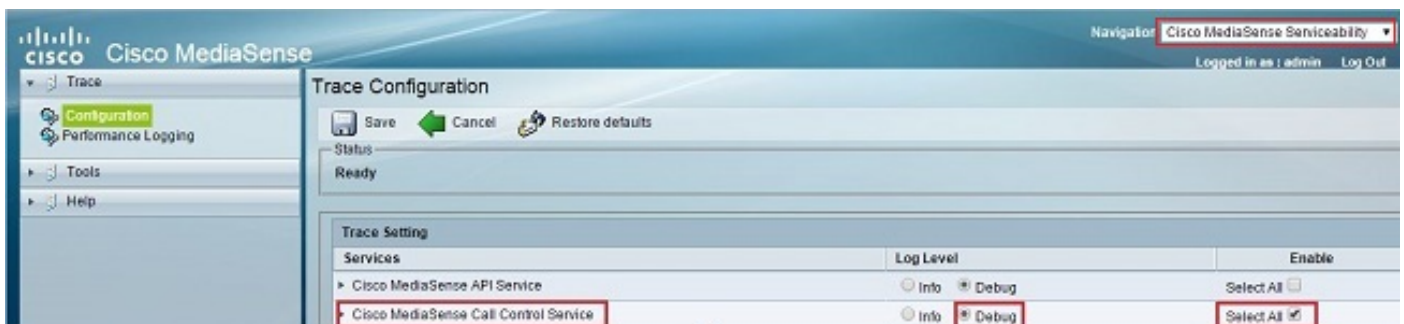 Navigation Cisco MediaSense Serviceability
CISCO Cisco MediaSense
Logged in as : admin Log Out
Trace
Configuration
Performance Logging
Tools
Help
Trace Configuration
Save Cancel Restore defaults
Status
Ready
Trace Setting
Services Log Level Enable
Cisco MediaSense API Service Info Debug Select All
Cisco MediaSense Call Control Service Info Debug Select All